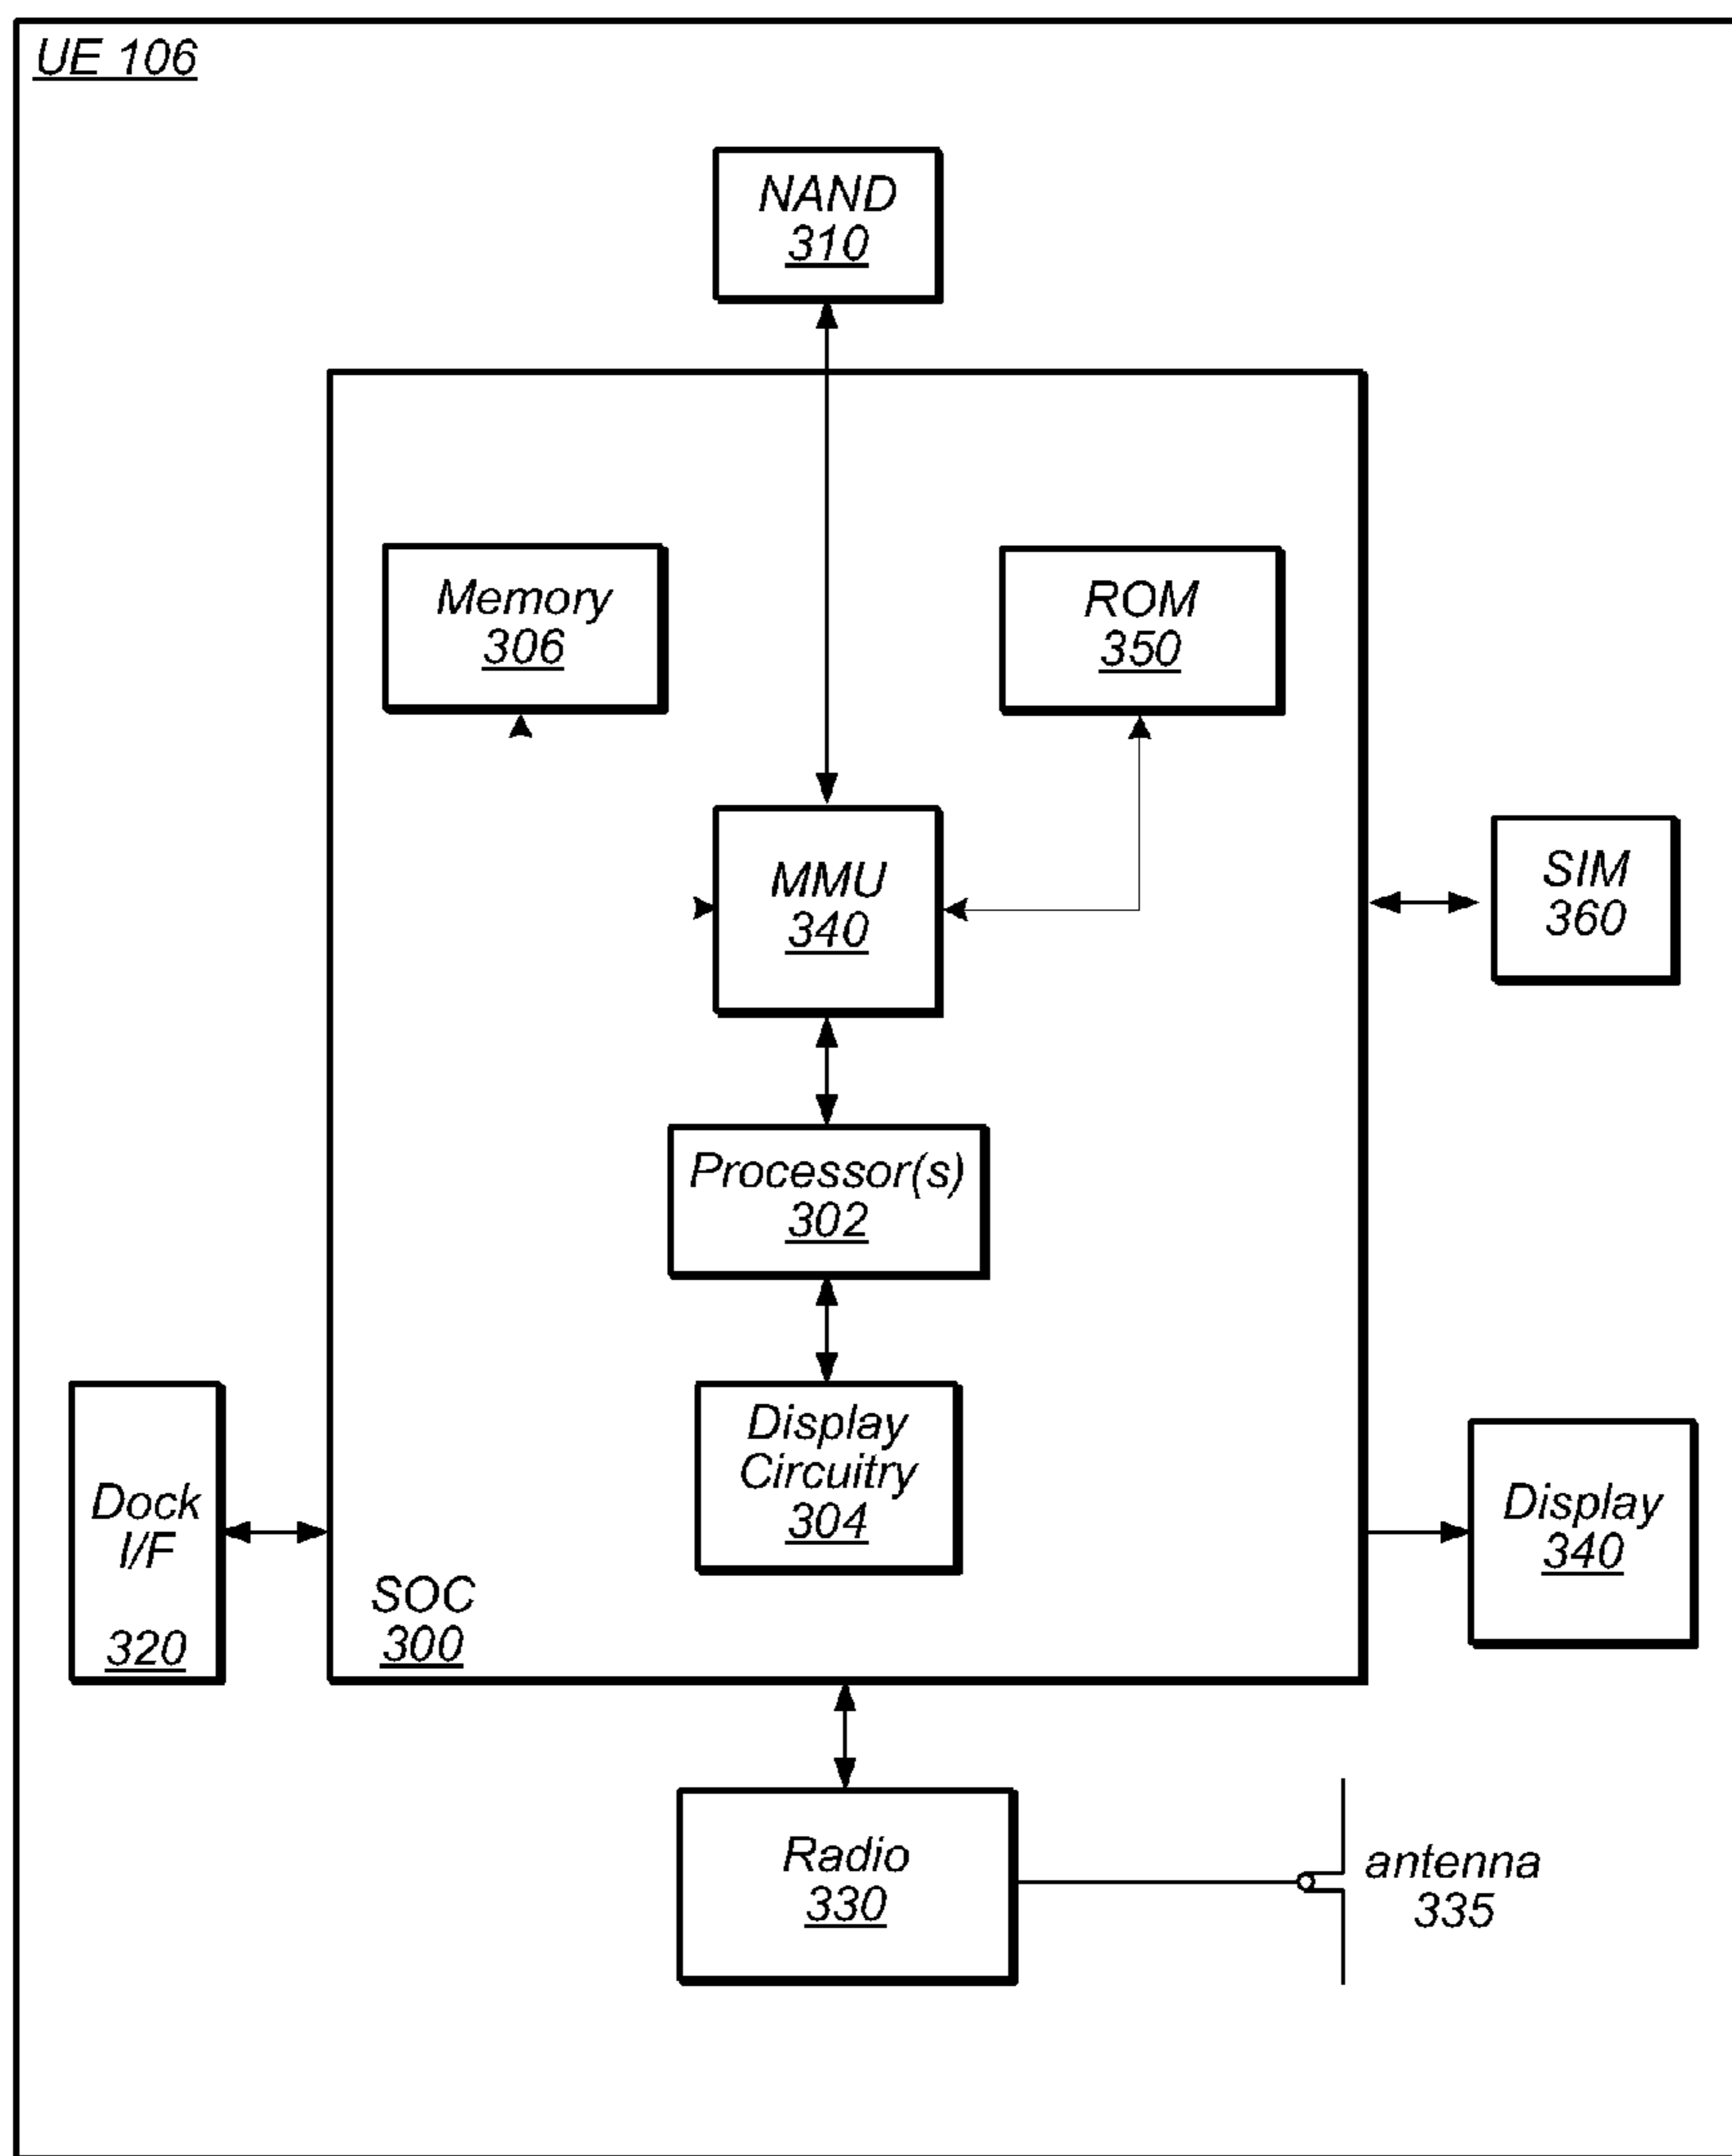 UE 106
NAND
310
Memory
306
ROM
350
MMU
340
SIM
360
Processor(s)
302
Display
Circuitry
304
Dock
I/F
320
Display
340
SOC
300
Radio
330
antenna
335